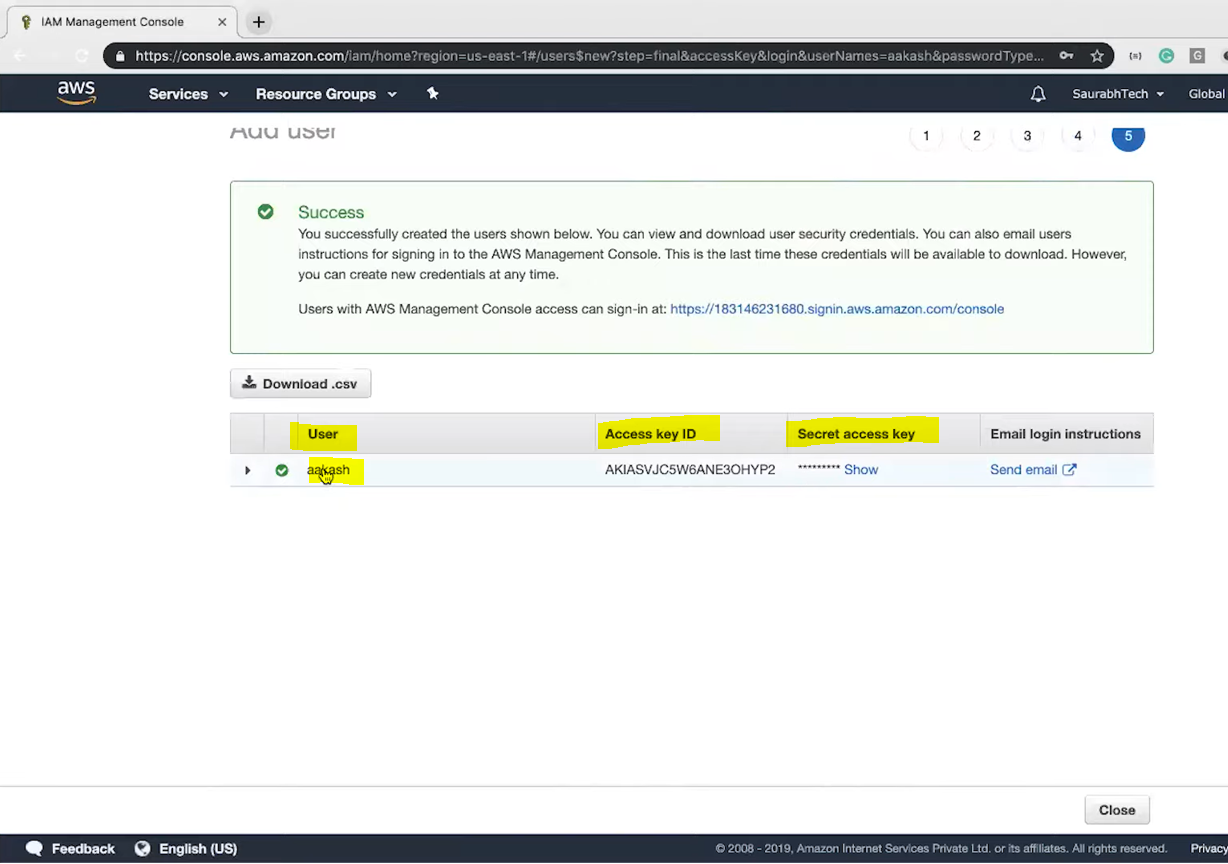 IAM Management Console
https://console.aws.amazon.com/iam/home?region=us-east-1#/users$new?step=final&accessKey&login&userNames=aakash&passwordType...
aws Services Resource Groups SaurabhTech Global
Add user 1 2 3 4 5
Success
You successfully created the users shown below. You can view and download user security credentials. You can also email users
instructions for signing in to the AWS Management Console. This is the last time these credentials will be available to download. However,
you can create new credentials at any time.
Users with AWS Management Console access can sign-in at: https://183146231680.signin.aws.amazon.com/console
Download .csv
User Access key ID Secret access key Email login instructions
aakash AKIASVJC5W6ANE3OHYP2 ********* Show Send email
Close
Feedback English (US) © 2008 - 2019, Amazon Internet Services Private Ltd. or its affiliates. All rights reserved. Privacy